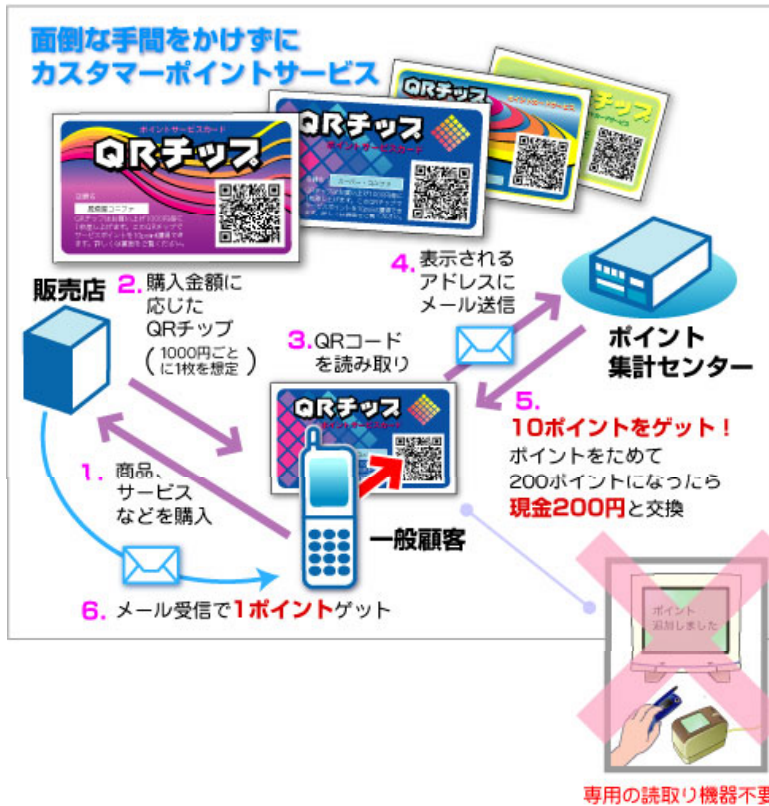 面倒な手間をかけずに
カスタマーポイントサービス
ポイントサービスカード
QRチップ
QRチップ
ポイントサービスカード
QRチップ
チップ
販売店
2. 購入金額に
応じた
QRチップ
(1000円ごと
に1枚を想定)
4. 表示される
アドレスに
メール送信
3. QRコード
を読み取り
ポイント
集計センター
QRチップ
ポイントサービスカード
5.
10ポイントをゲット！
ポイントをためて
200ポイントになったら
現金200円と交換
1. 商品、
サービス
などを購入
一般顧客
6. メール受信で1ポイントゲット
ポイント
追加しました
専用の読取り機器不要